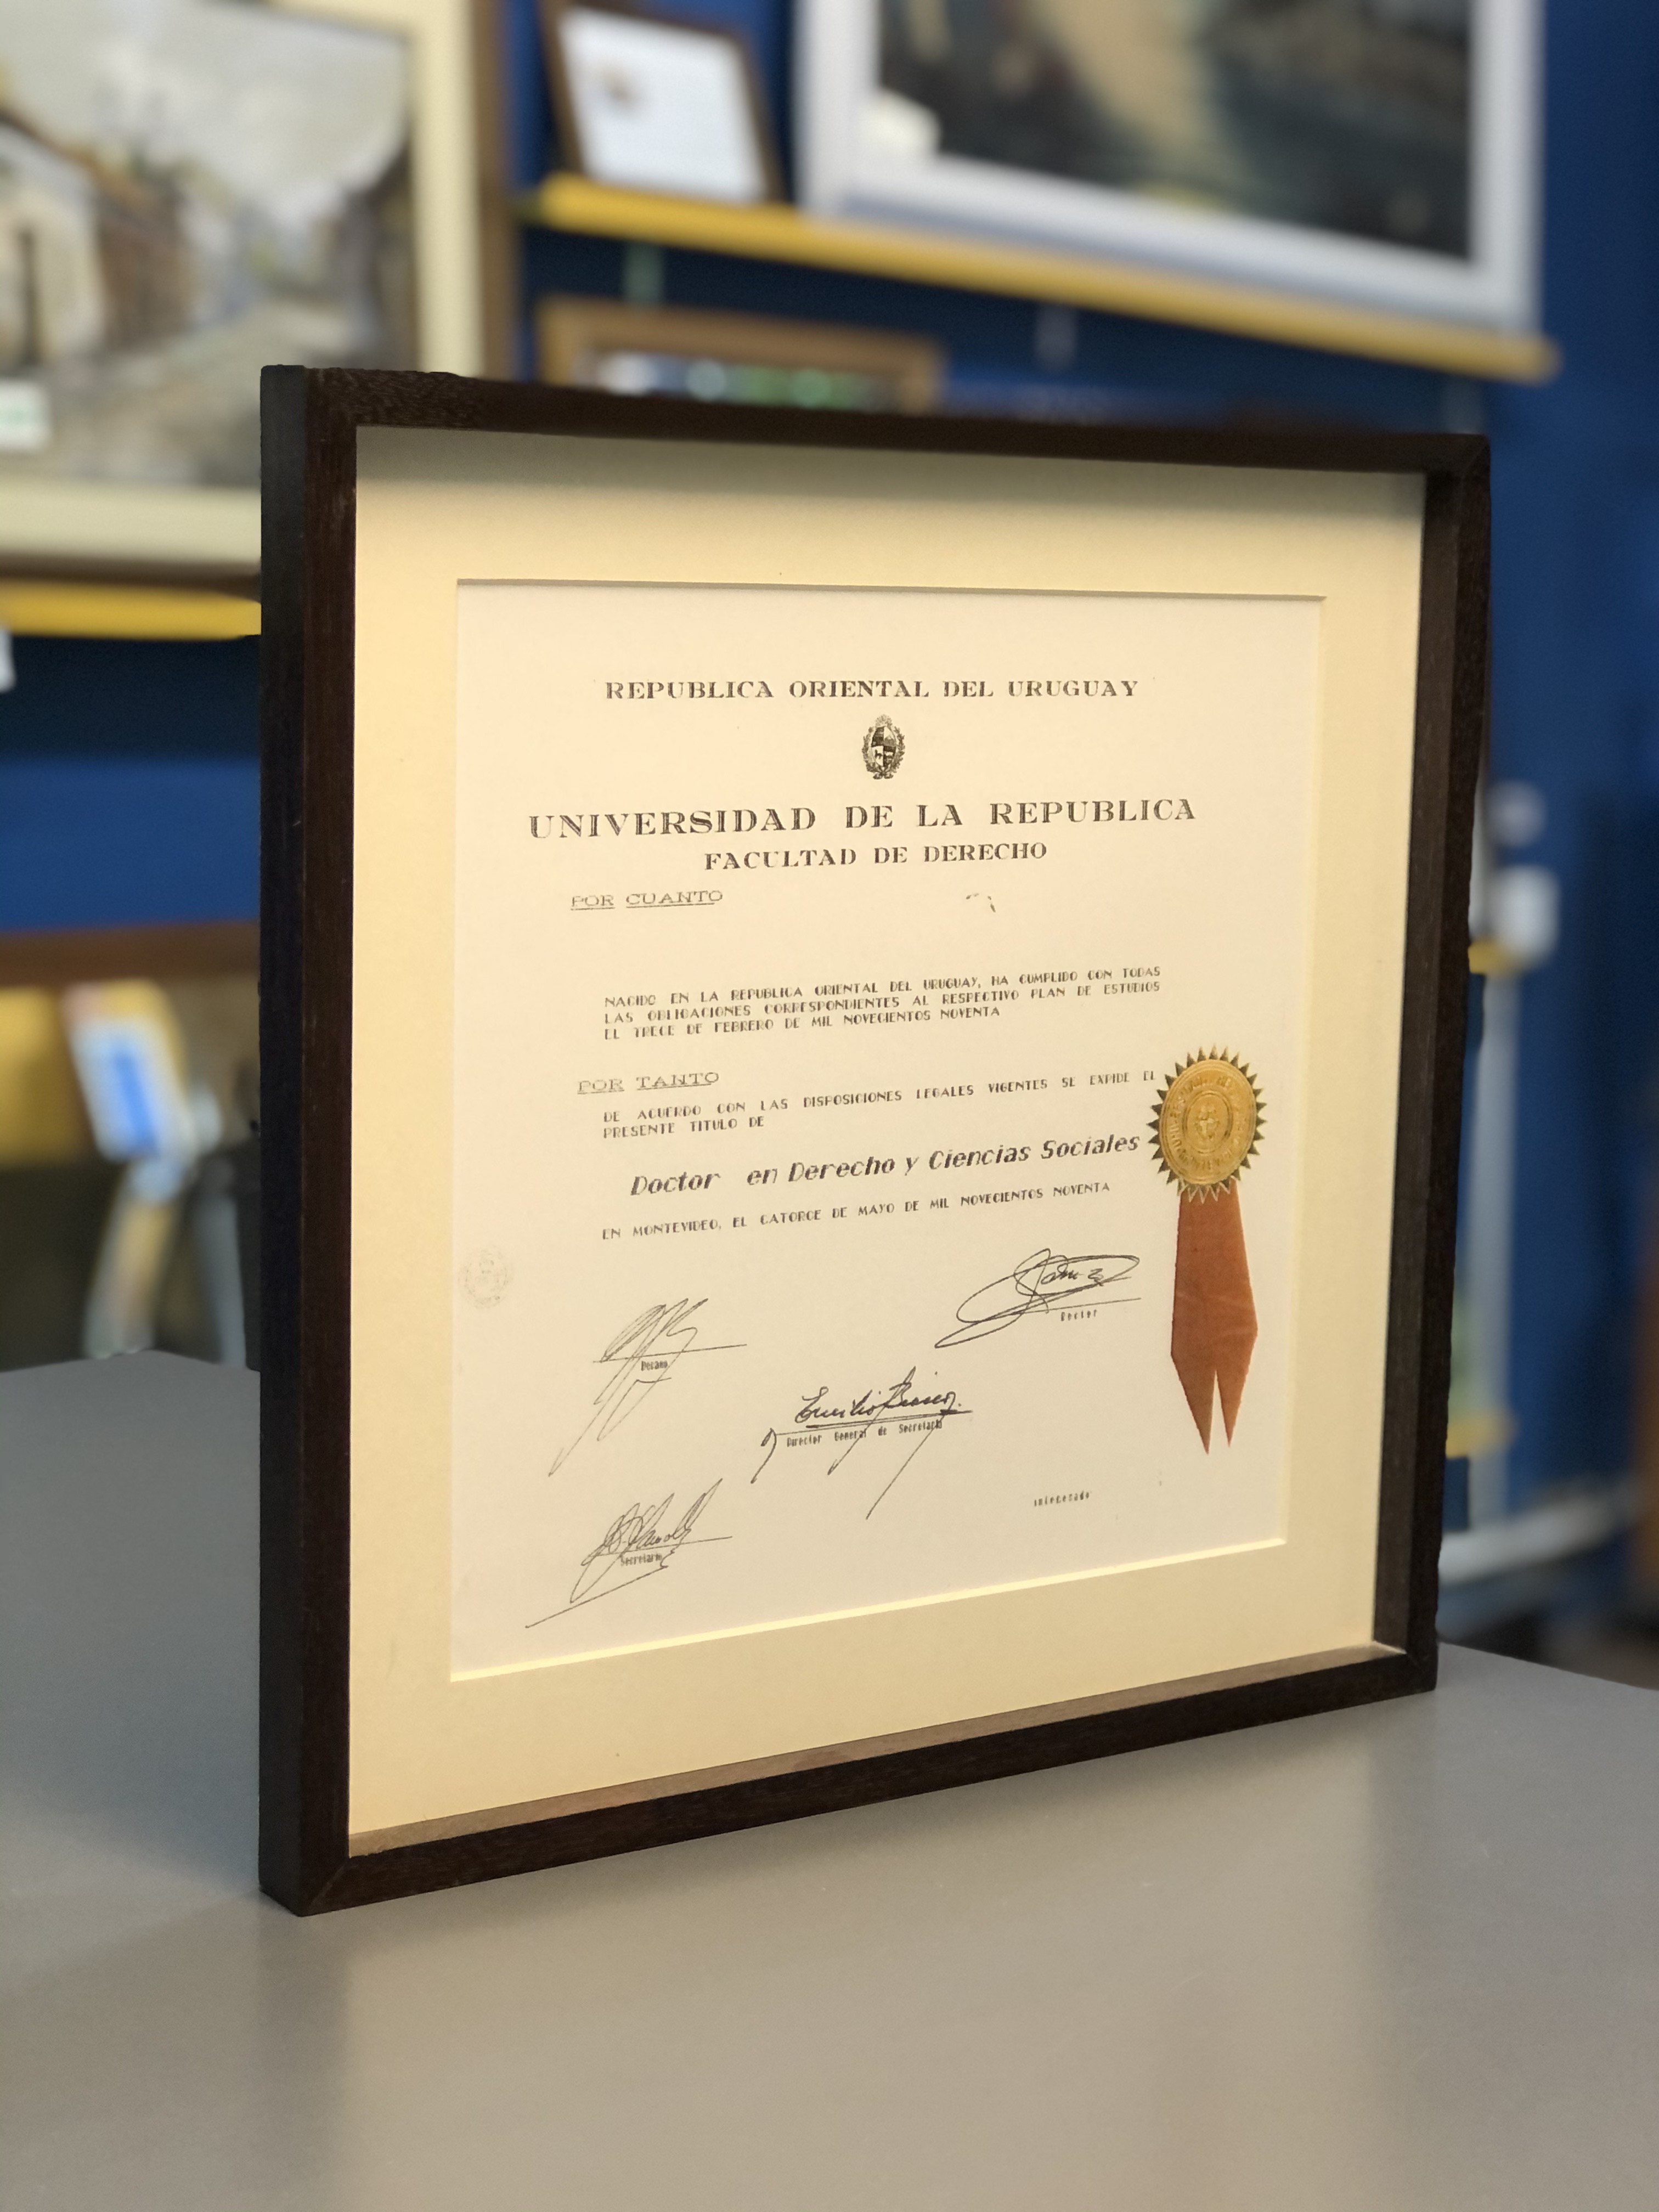 REPUBLICA ORIENTAL DEL URUGUAY
UNIVERSIDAD DE LA REPUBLICA
FACULTAD DE DERECHO
POR CUANTO
NACIDO EN LA REPUBLICA ORIENTAL DEL URUGUAY, HA CUMPLIDO CON TODAS
LAS OBLIGACIONES CORRESPONDIENTES AL RESPECTIVO PLAN DE ESTUDIOS
EL TRECE DE FEBRERO DE MIL NOVECIENTOS NOVENTA
POR TANTO
DE ACUERDO CON LAS DISPOSICIONES LEGALES VIGENTES SE EXPIDE EL
PRESENTE TITULO DE
Doctor en Derecho y Ciencias Sociales
EN MONTEVIDEO, EL CATORCE DE MAYO DE MIL NOVECIENTOS NOVENTA
Rector
Decano
Emilio
Director General de Secretaría
Interesado
Secretario